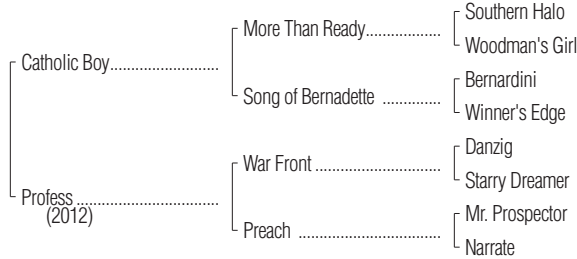 Southern Halo
More Than Ready....................
Woodman's Girl
Catholic Boy.............................
Bernardini
Song of Bernadette ...............
Winner's Edge
Danzig
War Front .................................
Starry Dreamer
Profess ......................................
(2012)
Mr. Prospector
Preach ......................................
Narrate